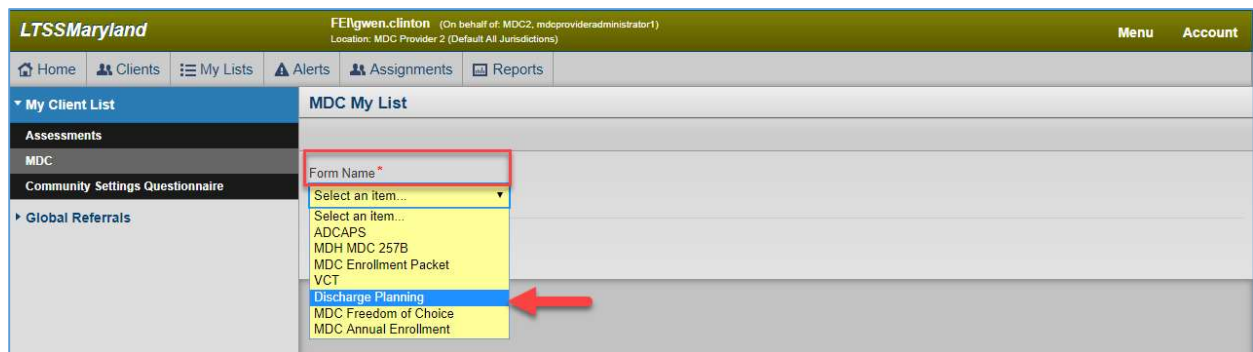 LTSSMaryland
FEI\gwen.clinton (On behalf of: MDC2, mdcprovideradministrator1)
Location: MDC Provider 2 (Default All Jurisdictions)
Menu Account
Home Clients My Lists Alerts Assignments Reports
My Client List
MDC My List
Assessments
MDC
Community Settings Questionnaire
Global Referrals
Form Name*
Select an item...
Select an item...
ADCAPS
MDH MDC 257B
MDC Enrollment Packet
VCT
Discharge Planning
MDC Freedom of Choice
MDC Annual Enrollment